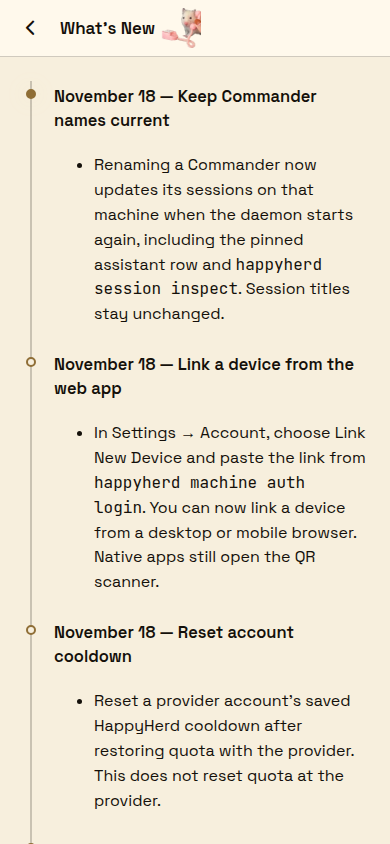 What's New
November 18 — Keep Commander
names current
• Renaming a Commander now
updates its sessions on that
machine when the daemon starts
again, including the pinned
assistant row and happyherd
session inspect. Session titles
stay unchanged.
November 18 — Link a device from the
web app
• In Settings → Account, choose Link
New Device and paste the link from
happyherd machine auth
login. You can now link a device
from a desktop or mobile browser.
Native apps still open the QR
scanner.
November 18 — Reset account
cooldown
• Reset a provider account's saved
HappyHerd cooldown after
restoring quota with the provider.
This does not reset quota at the
provider.